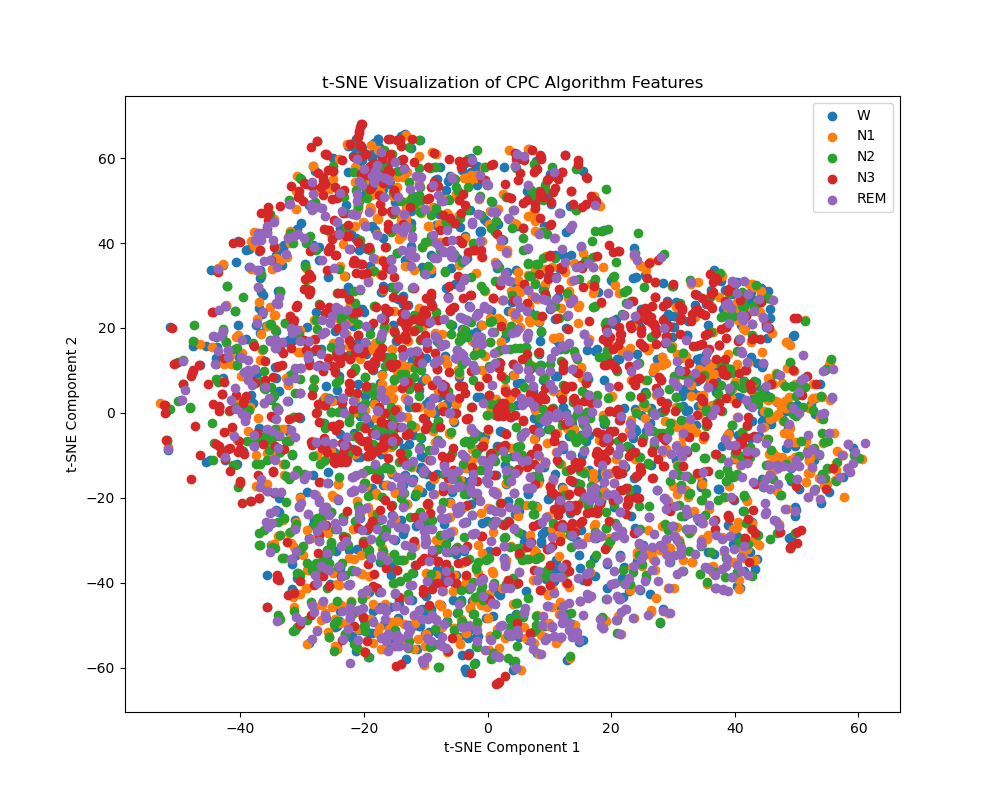 t-SNE Visualization of CPC Algorithm Features
W
N1
N2
N3
REM
60
40
20
0
−20
−40
−60
t-SNE Component 2
−40
−20
0
20
40
60
t-SNE Component 1